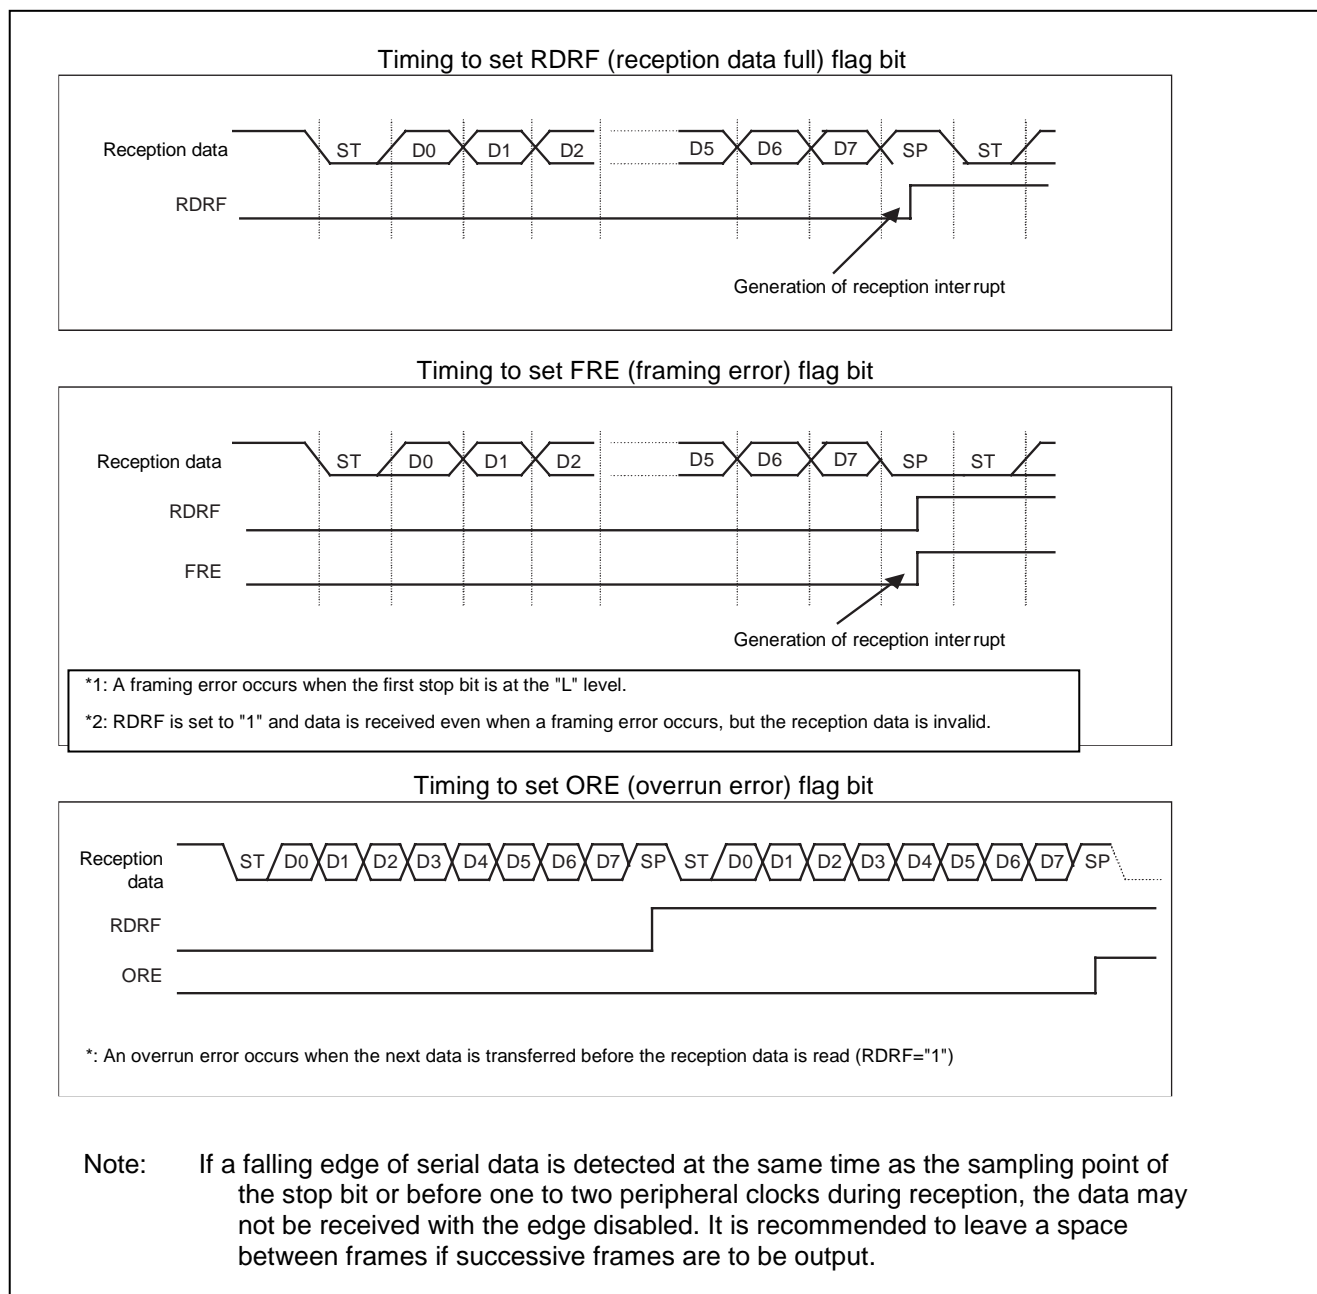 Timing to set RDRF (reception data full) flag bit
Reception data ST D0 D1 D2 D5 D6 D7 SP ST
RDRF
Generation of reception interrupt
Timing to set FRE (framing error) flag bit
Reception data ST D0 D1 D2 D5 D6 D7 SP ST
RDRF
FRE
Generation of reception interrupt
*1: A framing error occurs when the first stop bit is at the "L" level.
*2: RDRF is set to "1" and data is received even when a framing error occurs, but the reception data is invalid.
Timing to set ORE (overrun error) flag bit
Reception
data
ST D0 D1 D2 D3 D4 D5 D6 D7 SP ST D0 D1 D2 D3 D4 D5 D6 D7 SP
RDRF
ORE
*: An overrun error occurs when the next data is transferred before the reception data is read (RDRF="1")
Note: If a falling edge of serial data is detected at the same time as the sampling point of
the stop bit or before one to two peripheral clocks during reception, the data may
not be received with the edge disabled. It is recommended to leave a space
between frames if successive frames are to be output.